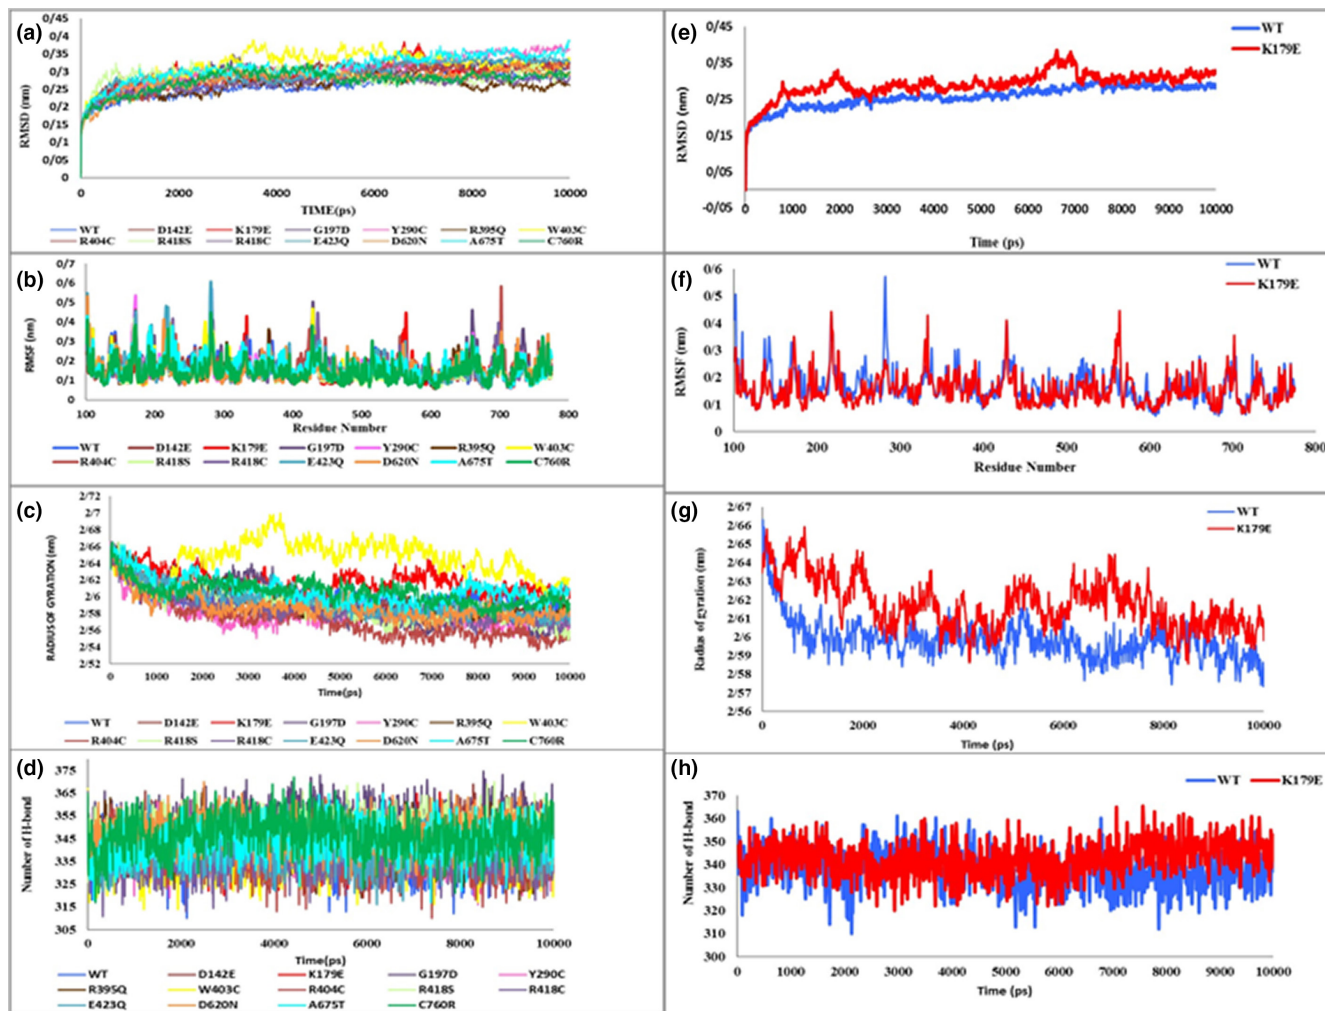 (a)
0/45
0/4
0/35
0/3
0/25
0/2
0/15
0/1
0/05
0
RMSD (nm)
0 2000 4000 6000 8000 10000
TIME(ps)
WT D142E K179E G197D Y290C R395Q W403C
R404C R418S R418C E423Q D620N A675T C760R
(b)
0/7
0/6
0/5
0/4
0/3
0/2
0/1
0
RMSF (nm)
100 200 300 400 500 600 700 800
Residue Number
WT D142E K179E G197D Y290C R395Q W403C
R404C R418S R418C E423Q D620N A675T C760R
(c)
2/72
2/7
2/68
2/66
2/64
2/62
2/6
2/58
2/56
2/54
2/52
RADIUS OF GYRATION (nm)
0 1000 2000 3000 4000 5000 6000 7000 8000 9000 10000
Time(ps)
WT D142E K179E G197D Y290C R395Q W403C
R404C R418S R418C E423Q D620N A675T C760R
(d)
375
365
355
345
335
325
315
305
Number of H-bond
0 2000 4000 6000 8000 10000
Time(ps)
WT D142E K179E G197D Y290C
R395Q W403C R404C R418S R418C
E423Q D620N A675T C760R
(e)
WT
K179E
0/45
0/35
0/25
0/15
0/05
-0/05
RMSD (nm)
0 1000 2000 3000 4000 5000 6000 7000 8000 9000 10000
Time (ps)
(f)
WT
K179E
0/6
0/5
0/4
0/3
0/2
0/1
0
RMSF (nm)
100 200 300 400 500 600 700 800
Residue Number
(g)
WT
K179E
2/67
2/66
2/65
2/64
2/63
2/62
2/61
2/6
2/59
2/58
2/57
2/56
Radius of gyration (nm)
0 2000 4000 6000 8000 10000
Time (ps)
(h)
WT K179E
370
360
350
340
330
320
310
300
Number of H-bond
0 1000 2000 3000 4000 5000 6000 7000 8000 9000 10000
Time (ps)